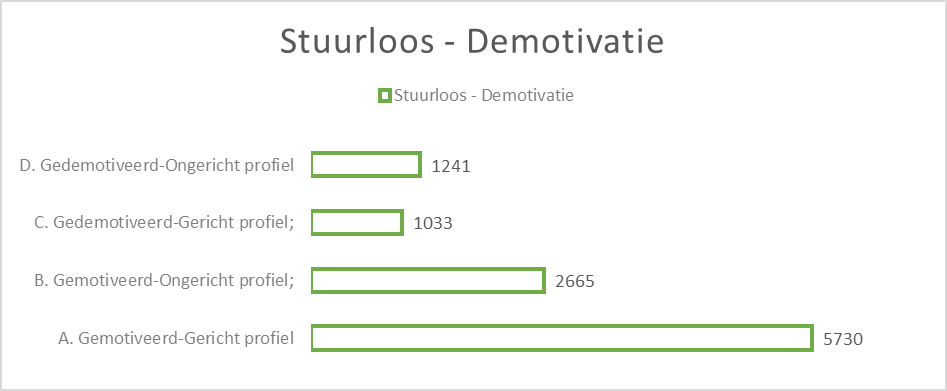 Stuurloos - Demotivatie
Stuurloos - Demotivatie
D. Gedemotiveerd-Ongericht profiel 1241
C. Gedemotiveerd-Gericht profiel; 1033
B. Gemotiveerd-Ongericht profiel; 2665
A. Gemotiveerd-Gericht profiel 5730